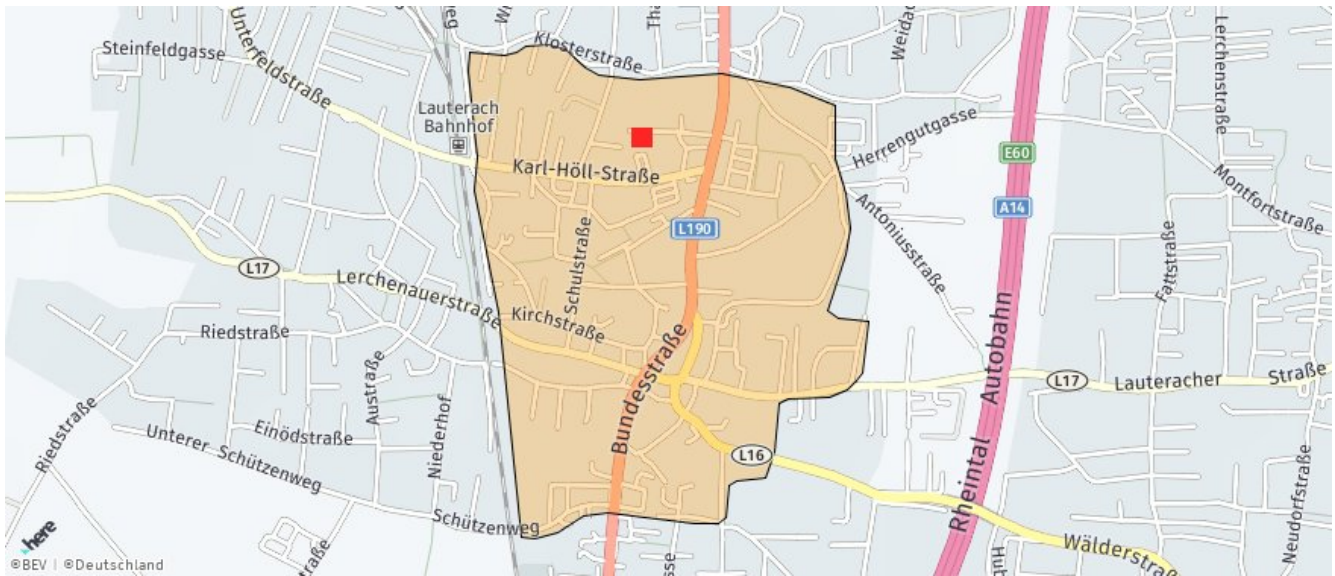 Steinfeldgasse
Unterfeldstraße
Klosterstraße
Lerchenstraße
Lauterach
Bahnhof
Karl-Höll-Straße
Herrengutgasse
E60
Montfortstraße
A14
Antoniusstraße
L190
Schulstraße
L17
Lerchenauerstraße
Kirchstraße
Fattstraße
Riedstraße
Bundesstraße
Austraße
Rheintal Autobahn
L17
Lauteracher Straße
Riedstraße
Einödstraße
Niederhof
Unterer Schützenweg
L16
Neudorfstraße
Schützenweg
Wälderstraß
here
©BEV | ©Deutschland